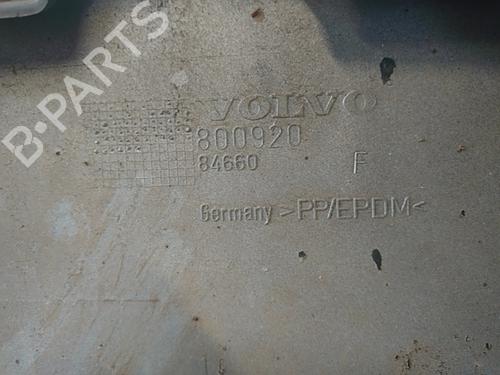 B-PARTS
VOLVO
800920
84660 F
Germany >PP/EPDM<